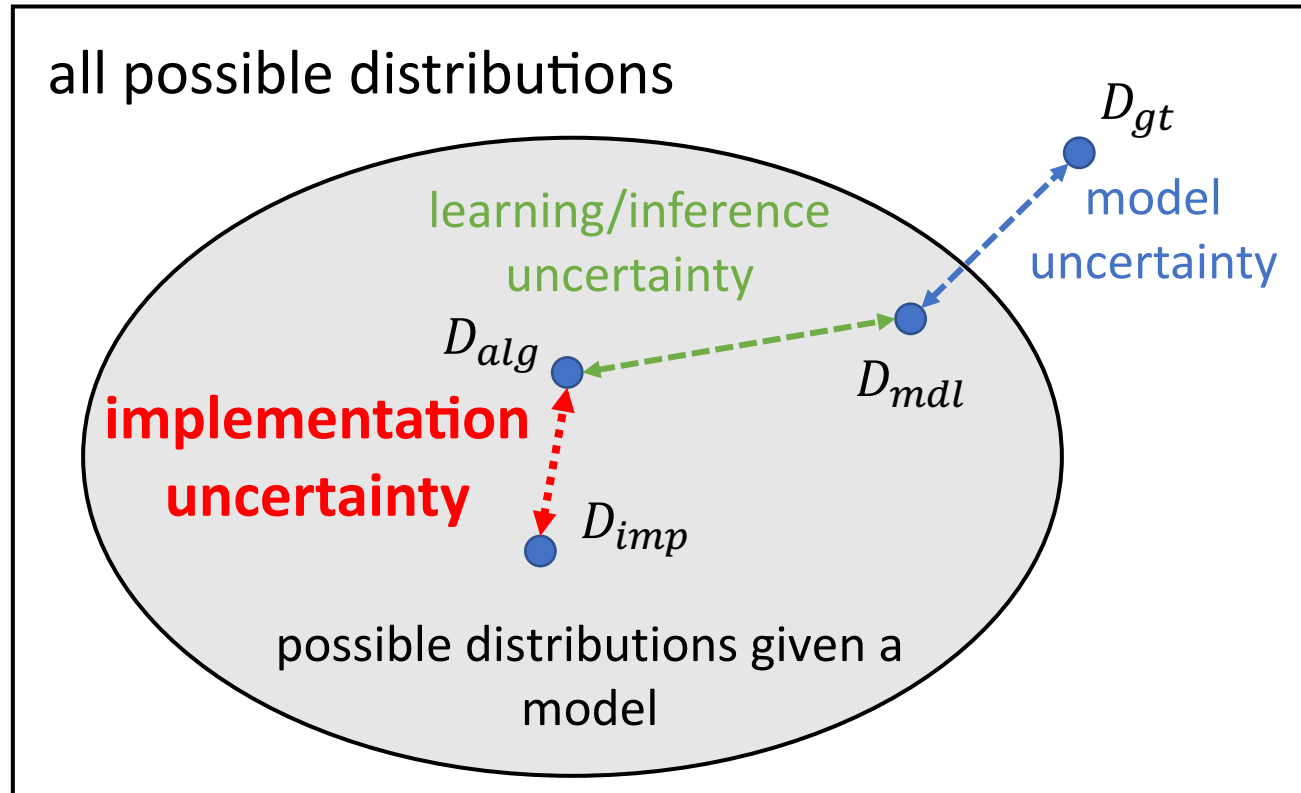 all possible distributions
D_gt
learning/inference
uncertainty
model
uncertainty
D_alg
D_mdl
implementation
uncertainty
D_imp
possible distributions given a
model